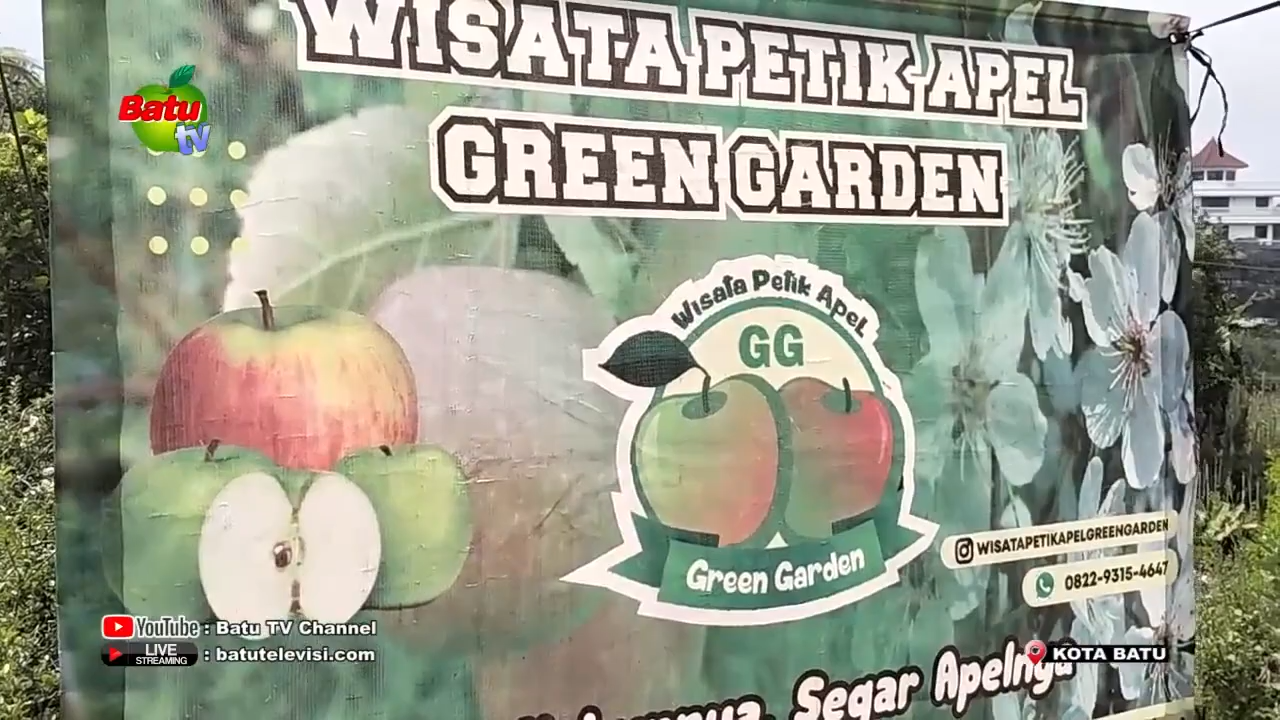 WISATA PETIK APEL
GREEN GARDEN
Batu
tv
Wisata Petik Apel
GG
Green Garden
WISATAPETIKAPELGREENGARDEN
0822-9315-4647
YouTube : Batu TV Channel
LIVE STREAMING : batutelevisi.com
KOTA BATU
Segar Apelnya